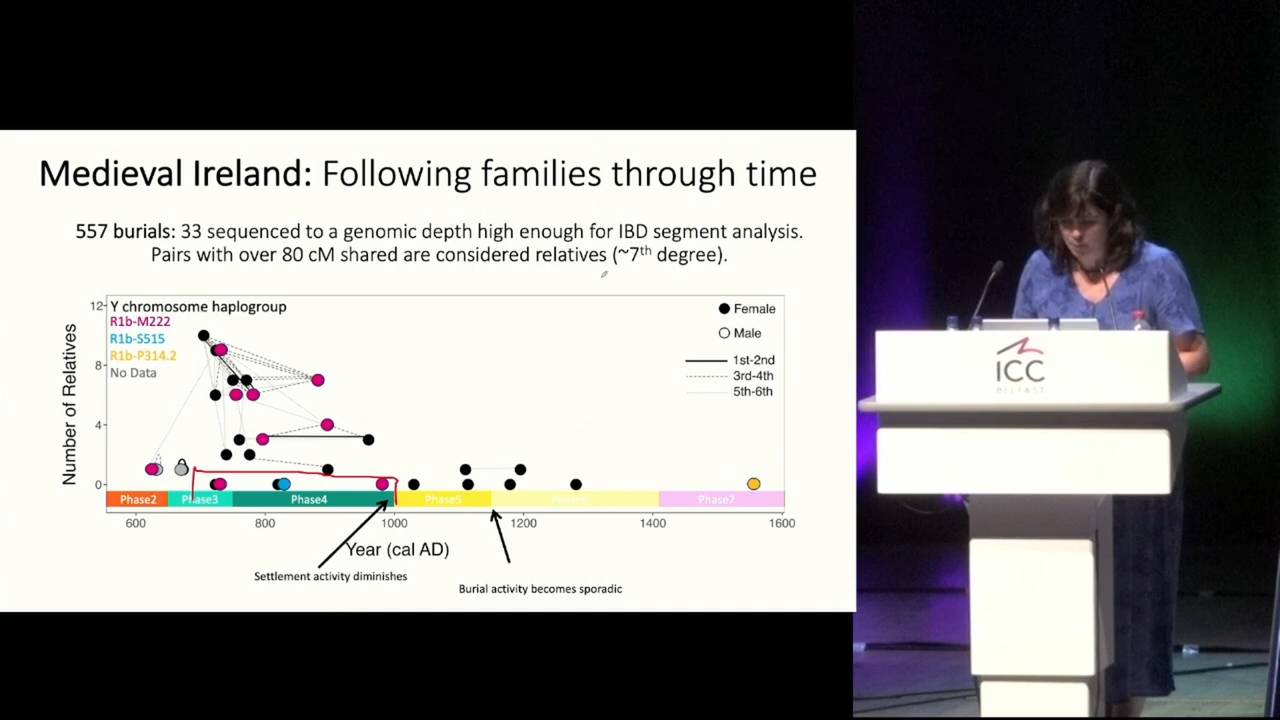 Medieval Ireland: Following families through time
557 burials: 33 sequenced to a genomic depth high enough for IBD segment analysis.
Pairs with over 80 cM shared are considered relatives (~7th degree).
Number of Relatives
12
8
4
0
Y chromosome haplogroup
R1b-M222
R1b-S515
R1b-P314.2
No Data
Female
Male
1st-2nd
3rd-4th
5th-6th
Phase2
Phase3
Phase4
Phase5
Phase6
Phase7
600
800
1000
1200
1400
1600
Year (cal AD)
Settlement activity diminishes
Burial activity becomes sporadic
ICC
BELFAST